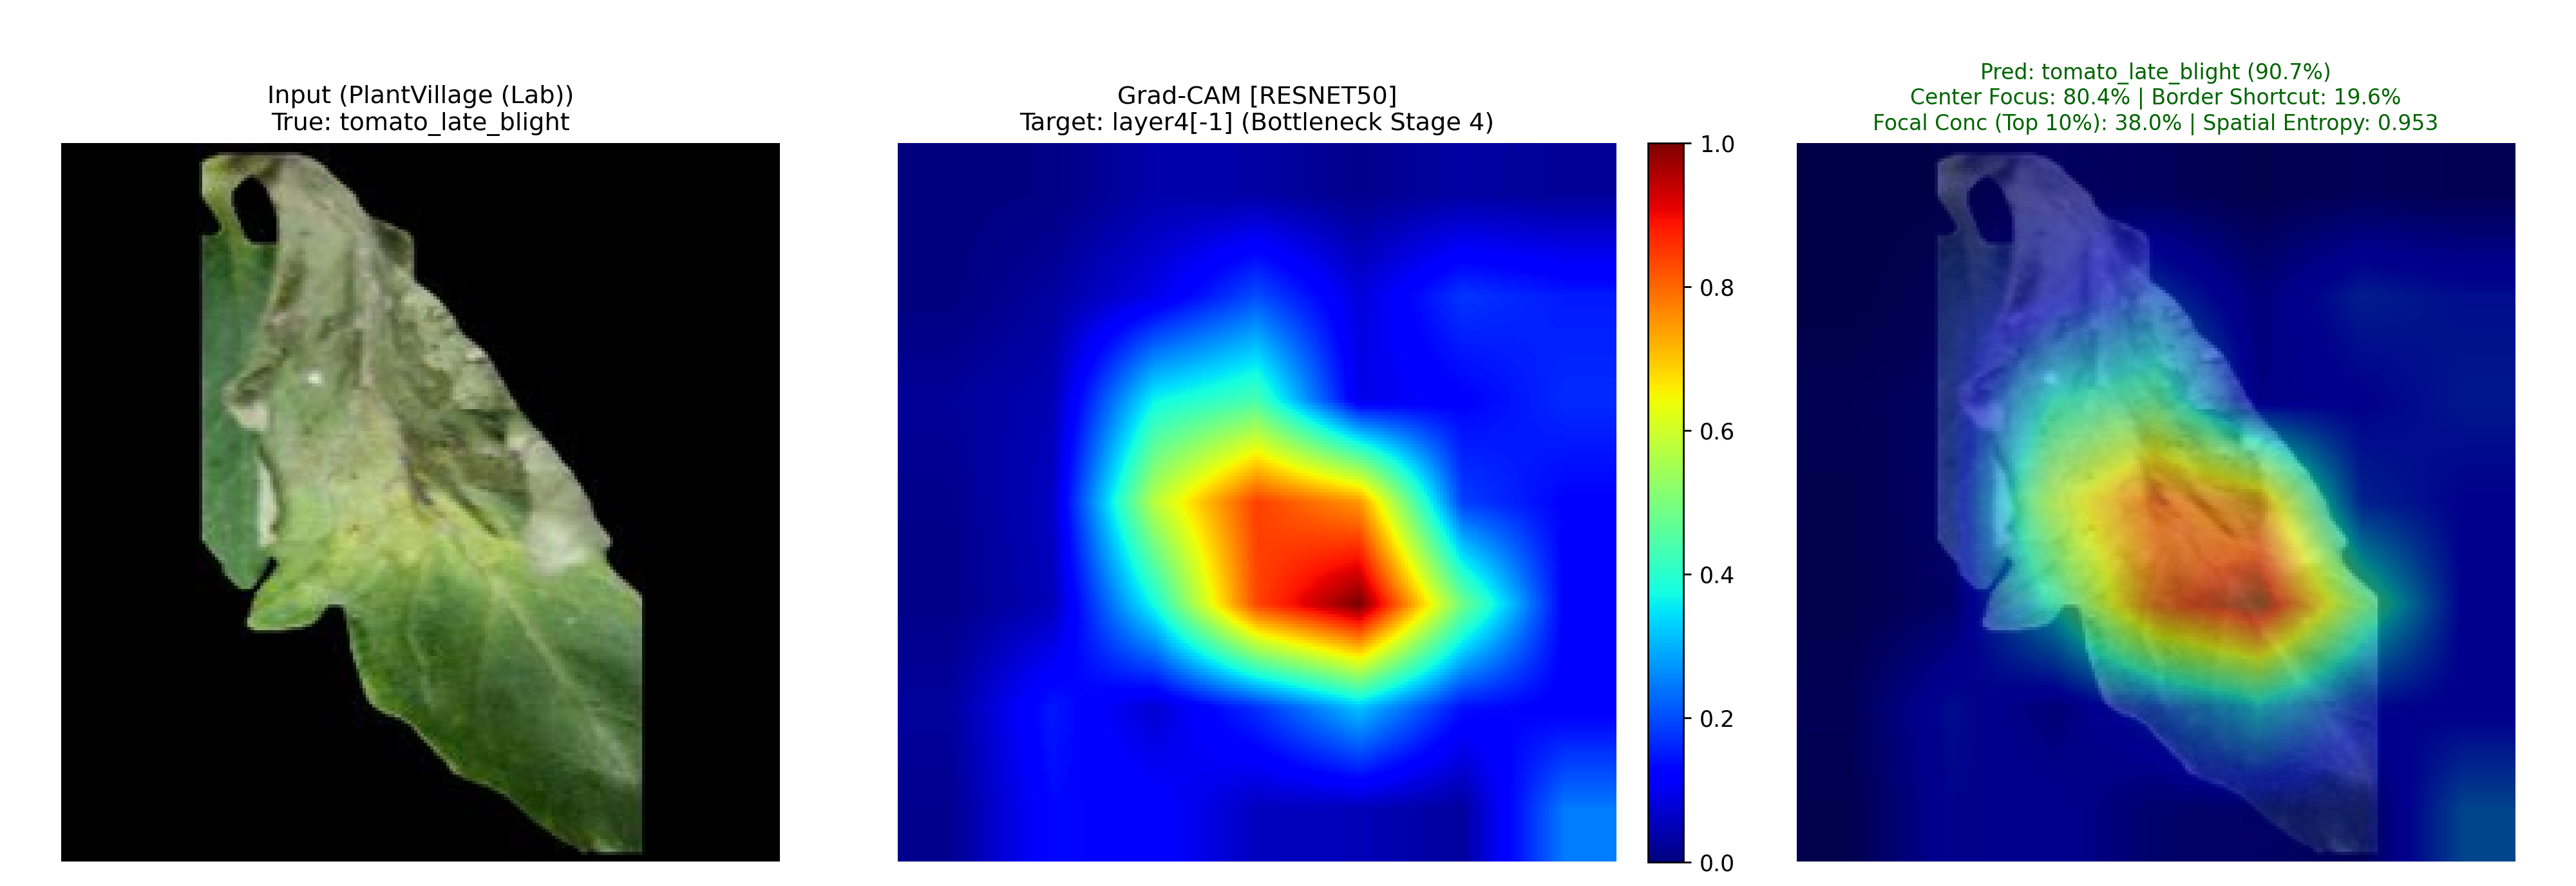 Input (PlantVillage (Lab))
True: tomato_late_blight
Grad-CAM [RESNET50]
Target: layer4[-1] (Bottleneck Stage 4)
1.0
0.8
0.6
0.4
0.2
0.0
Pred: tomato_late_blight (90.7%)
Center Focus: 80.4% | Border Shortcut: 19.6%
Focal Conc (Top 10%): 38.0% | Spatial Entropy: 0.953